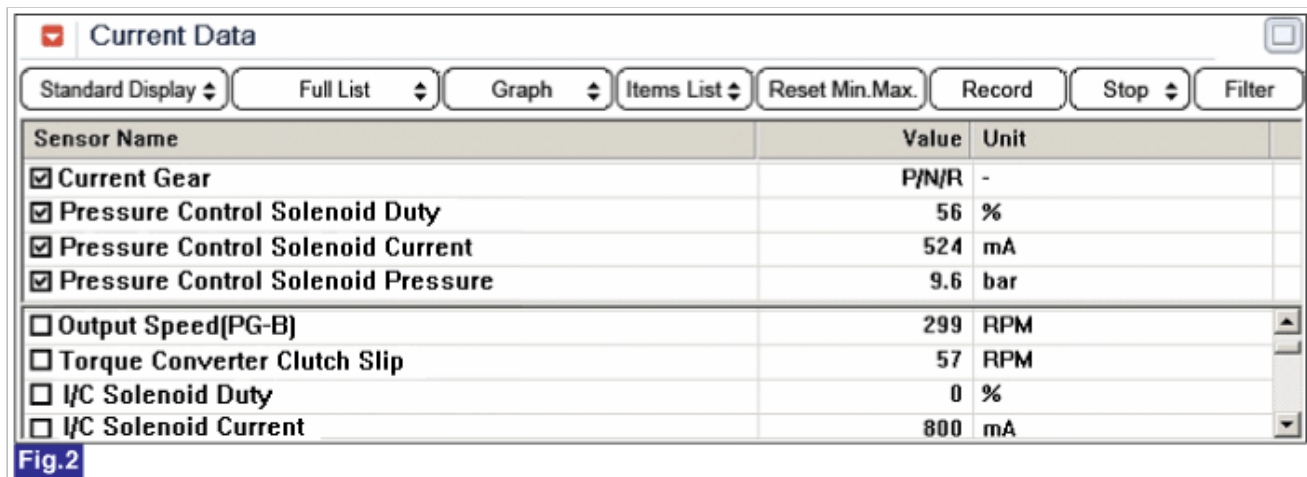 Current Data
Standard Display Full List Graph Items List Reset Min.Max. Record Stop Filter
Sensor Name Value Unit
Current Gear P/N/R -
Pressure Control Solenoid Duty 56 %
Pressure Control Solenoid Current 524 mA
Pressure Control Solenoid Pressure 9.6 bar
Output Speed(PG-B) 299 RPM
Torque Converter Clutch Slip 57 RPM
I/C Solenoid Duty 0 %
I/C Solenoid Current 800 mA
Fig.2